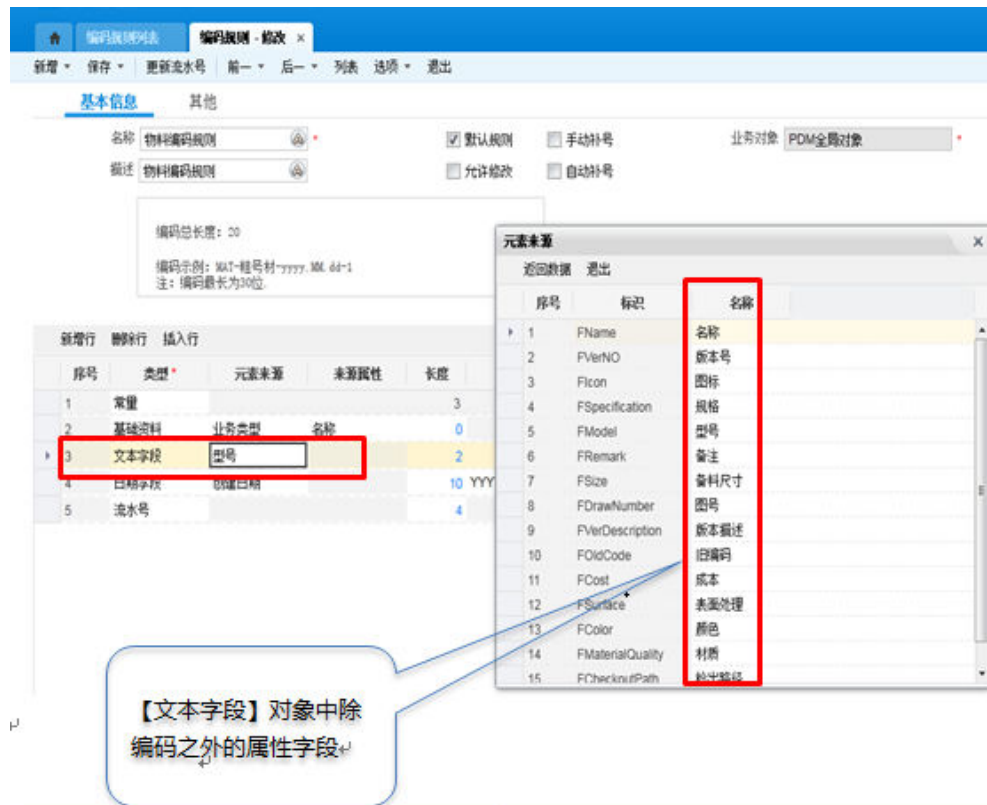 编码规则列表 编码规则 - 修改 ×
新增 保存 更新流水号 前一 后一 列表 选项 退出
基本信息 其他
名称 物料编码规则 * 默认规则 手动补号 业务对象 PDM全局对象 *
描述 物料编码规则 允许修改 自动补号
编码总长度: 20
编码示例: MAT-粗号材-yyyy.MM.dd-1
注: 编码最长为30位.
新增行 删除行 插入行
序号 类型* 元素来源 来源属性 长度
1 常量 3
2 基础资料 业务类型 名称 0
3 文本字段 型号 2
4 日期字段 创建日期 10 YYY
5 流水号 4
元素来源 x
返回数据 退出
序号 标识 名称
1 FName 名称
2 FVerNO 版本号
3 FIcon 图标
4 FSpecification 规格
5 FModel 型号
6 FRemark 备注
7 FSize 备料尺寸
8 FDrawNumber 图号
9 FVerDescription 版本描述
10 FOldCode 旧编码
11 FCost 成本
12 FSurface 表面处理
13 FColor 颜色
14 FMaterialQuality 材质
15 FCheckoutPath 检出路径
【文本字段】对象中除
编码之外的属性字段